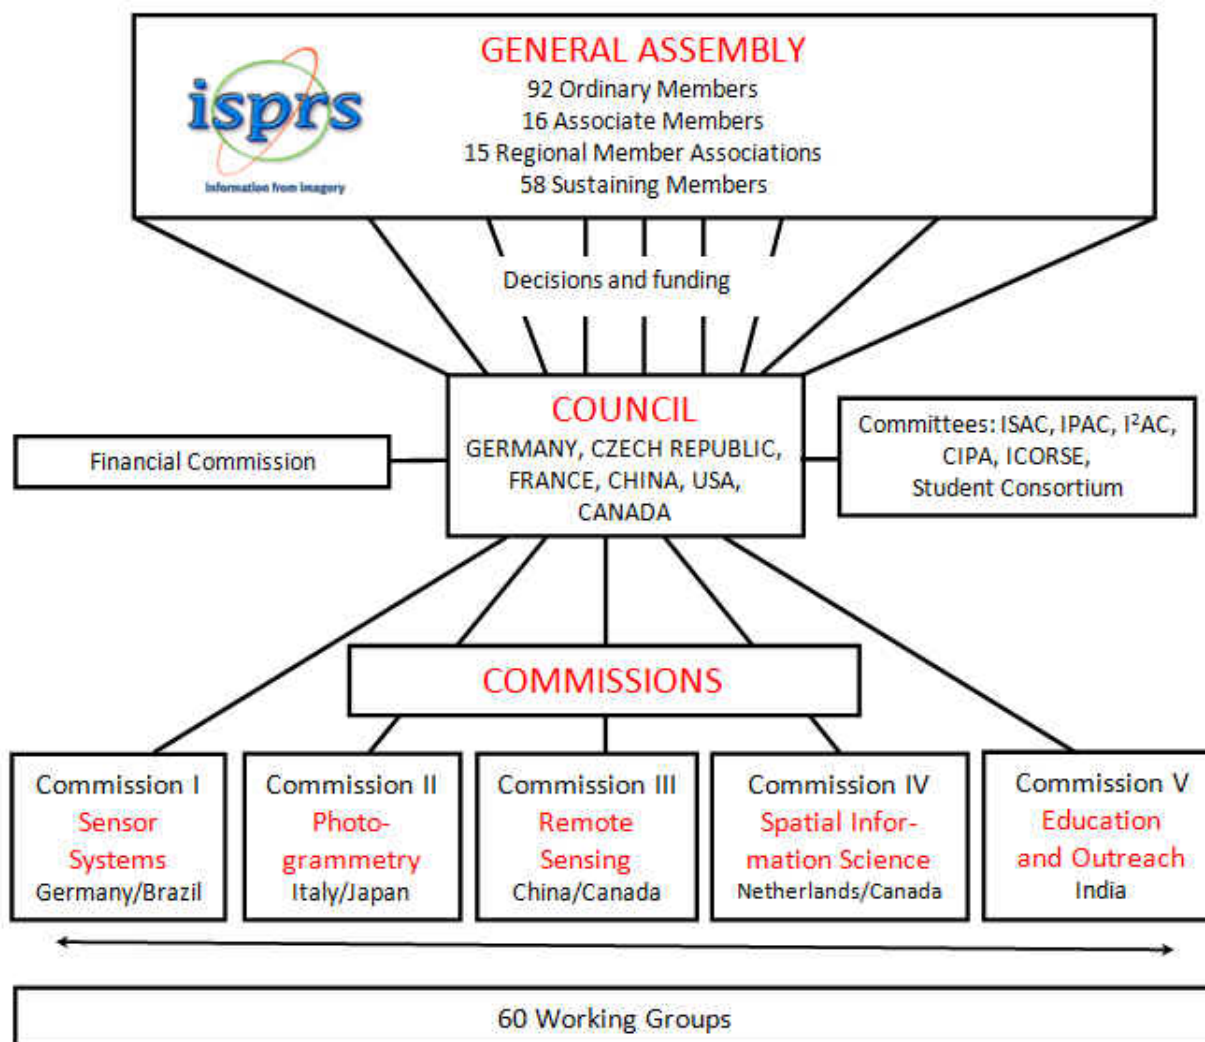 GENERAL ASSEMBLY
isprs
Information from imagery
92 Ordinary Members
16 Associate Members
15 Regional Member Associations
58 Sustaining Members
Decisions and funding
COUNCIL
GERMANY, CZECH REPUBLIC,
FRANCE, CHINA, USA,
CANADA
Financial Commission
Committees: ISAC, IPAC, I²AC,
CIPA, ICORSE,
Student Consortium
COMMISSIONS
Commission I
Sensor
Systems
Germany/Brazil
Commission II
Photo-
grammetry
Italy/Japan
Commission III
Remote
Sensing
China/Canada
Commission IV
Spatial Infor-
mation Science
Netherlands/Canada
Commission V
Education
and Outreach
India
60 Working Groups